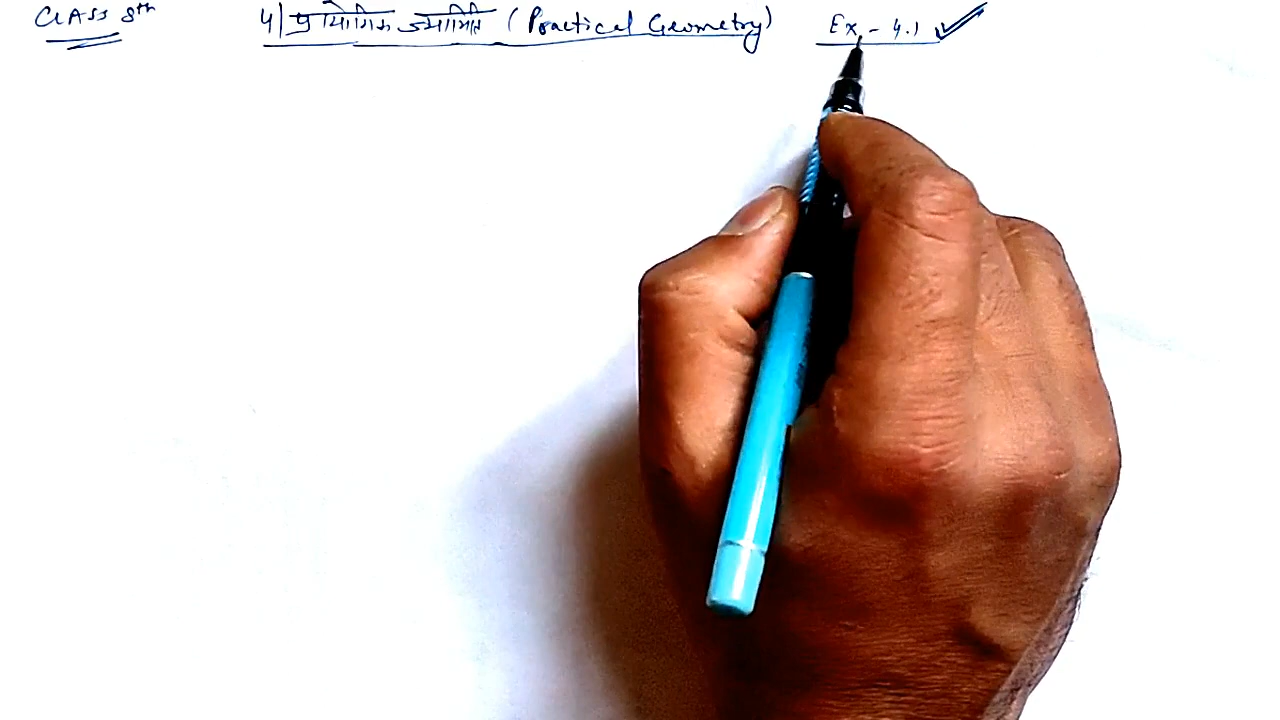 CLASS 8th 4) प्रायोगिक ज्यामिति (Practical Geometry) Ex - 4.1